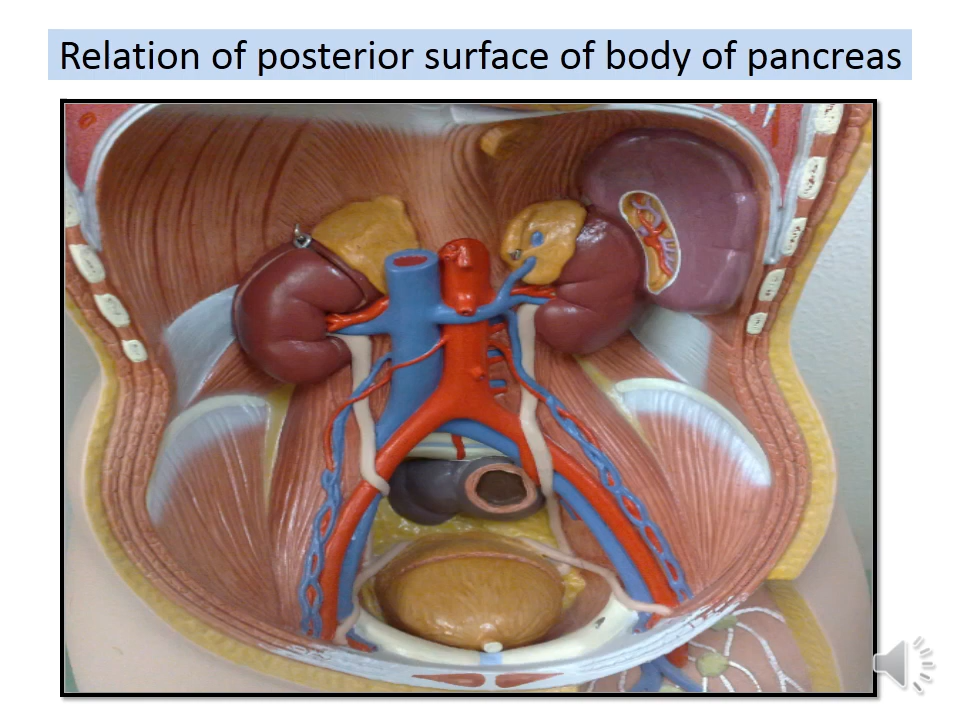 Relation of posterior surface of body of pancreas